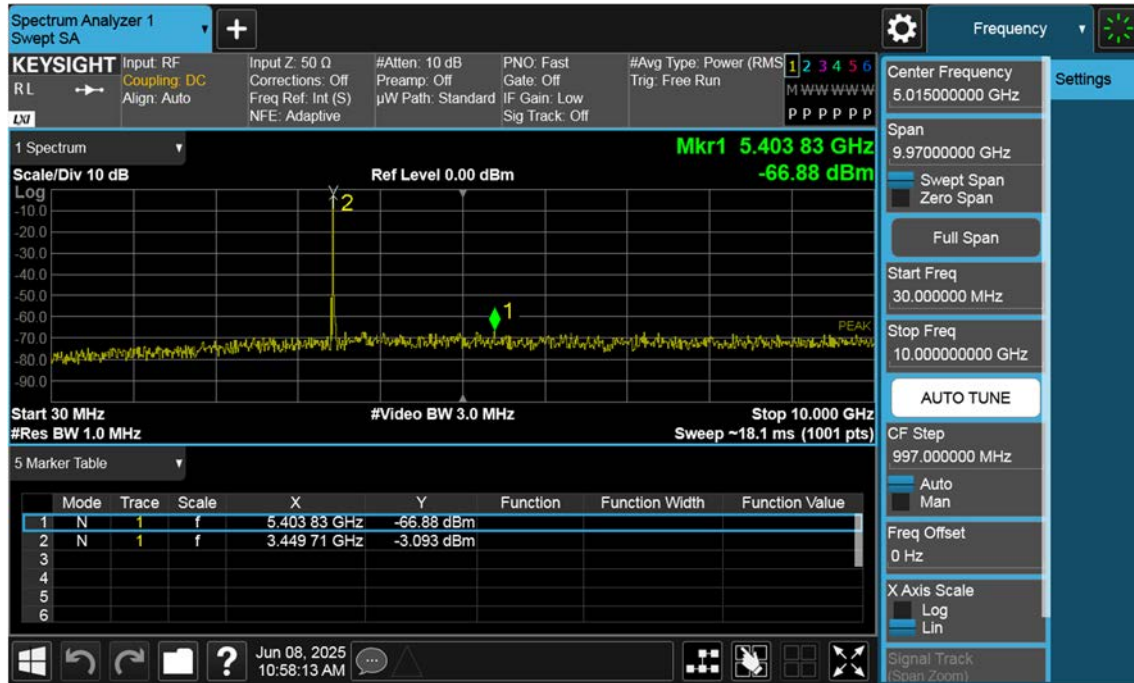 Spectrum Analyzer 1
Swept SA
Frequency
KEYSIGHT
RL
LXI
Input: RF
Coupling: DC
Align: Auto
Input Z: 50 Ω
Corrections: Off
Freq Ref: Int (S)
NFE: Adaptive
#Atten: 10 dB
Preamp: Off
µW Path: Standard
PNO: Fast
Gate: Off
IF Gain: Low
Sig Track: Off
#Avg Type: Power (RMS
Trig: Free Run
1 2 3 4 5 6
M W W W W W
P P P P P P
1 Spectrum
Mkr1 5.403 83 GHz
-66.88 dBm
Scale/Div 10 dB
Ref Level 0.00 dBm
Log
-10.0
-20.0
-30.0
-40.0
-50.0
-60.0
-70.0
-80.0
-90.0
2
1
PEAK
Start 30 MHz
#Video BW 3.0 MHz
Stop 10.000 GHz
#Res BW 1.0 MHz
Sweep ~18.1 ms (1001 pts)
5 Marker Table
Mode Trace Scale X Y Function Function Width Function Value
1 N 1 f 5.403 83 GHz -66.88 dBm
2 N 1 f 3.449 71 GHz -3.093 dBm
3
4
5
6
Jun 08, 2025
10:58:13 AM
Center Frequency
5.015000000 GHz
Settings
Span
9.97000000 GHz
Swept Span
Zero Span
Full Span
Start Freq
30.000000 MHz
Stop Freq
10.000000000 GHz
AUTO TUNE
CF Step
997.000000 MHz
Auto
Man
Freq Offset
0 Hz
X Axis Scale
Log
Lin
Signal Track
(Span Zoom)